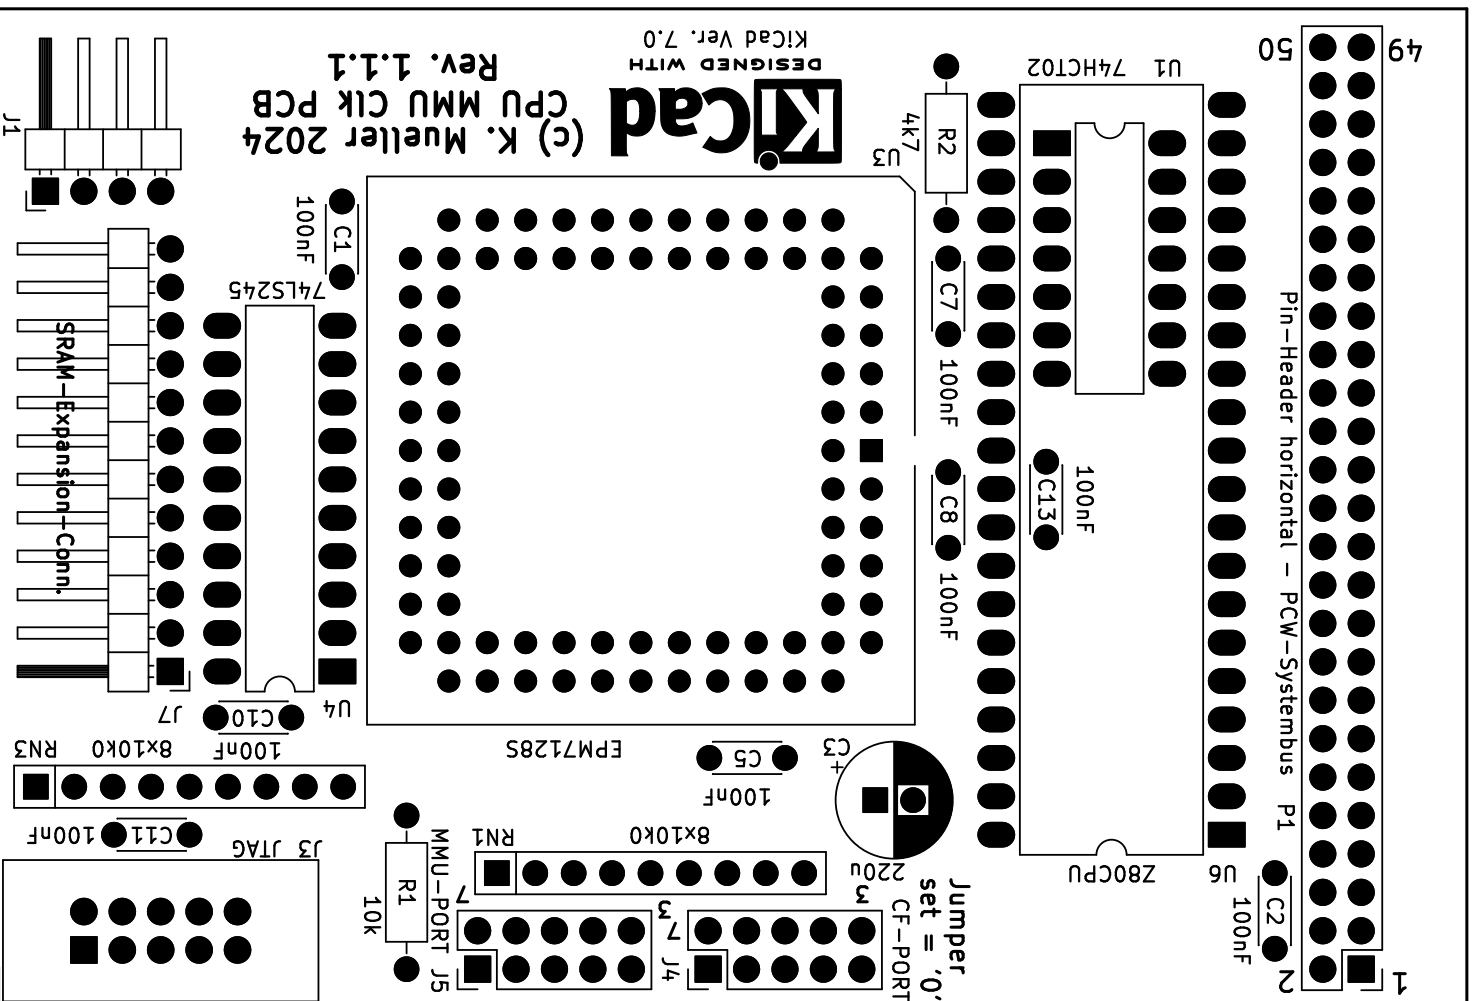 KiCad Ver. 7.0
DESIGNED WITH
KiCad
Rev. 1.1.1
CPU MMU Clk PCB
(c) K. Mueller 2024
J1
C1
100nF
74LS245
SRAM-Expansion-Conn.
J7
U4
C10
100nF
RN3
8x10k0
C11
100nF
J3 JTAG
U3
EPM7128S
R2
4k7
C7
100nF
C8
100nF
74HCT02
U1
C13
100nF
Z80CPU
U6
50
49
Pin-Header horizontal - PCW-Systembus P1
2
1
C2
100nF
C5
100nF
C3
+
220u
RN1
8x10k0
R1
10k
MMU-PORT J5
7
3
J4
7
3
CF-PORT
Jumper
set = '0'